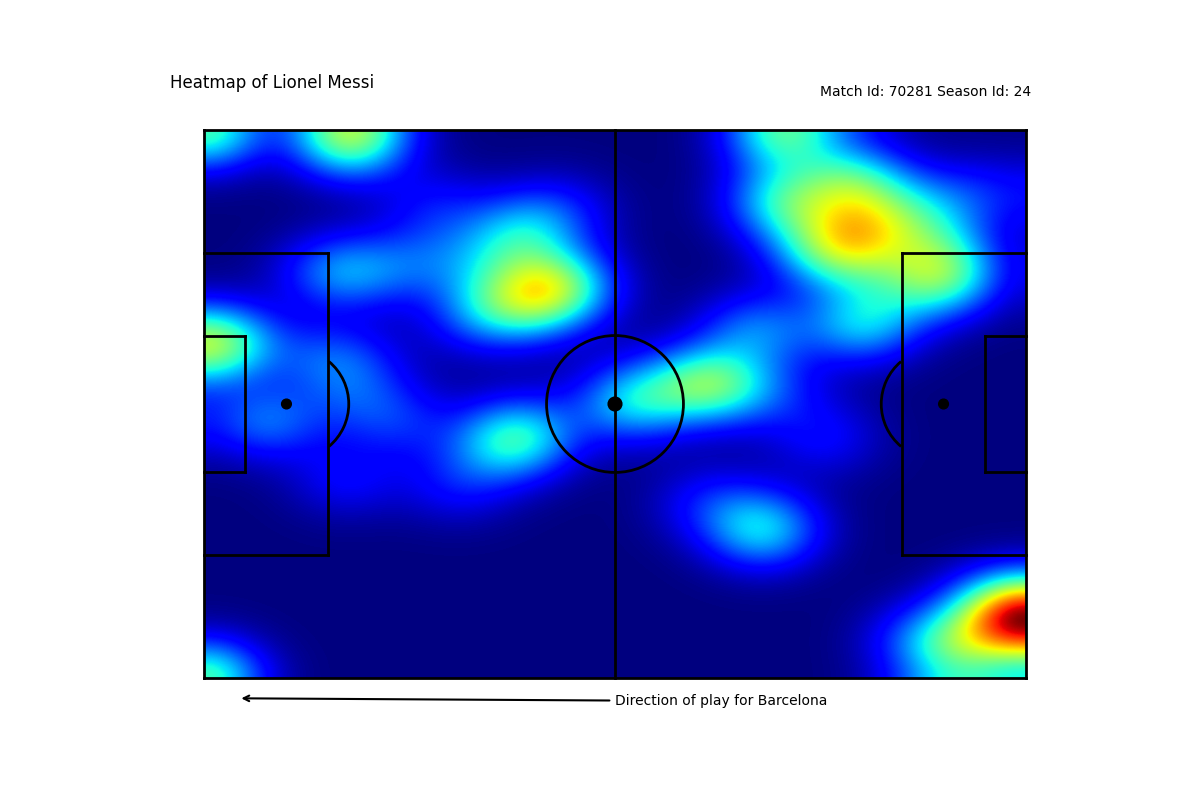 Heatmap of Lionel Messi
Match Id: 70281 Season Id: 24
Direction of play for Barcelona